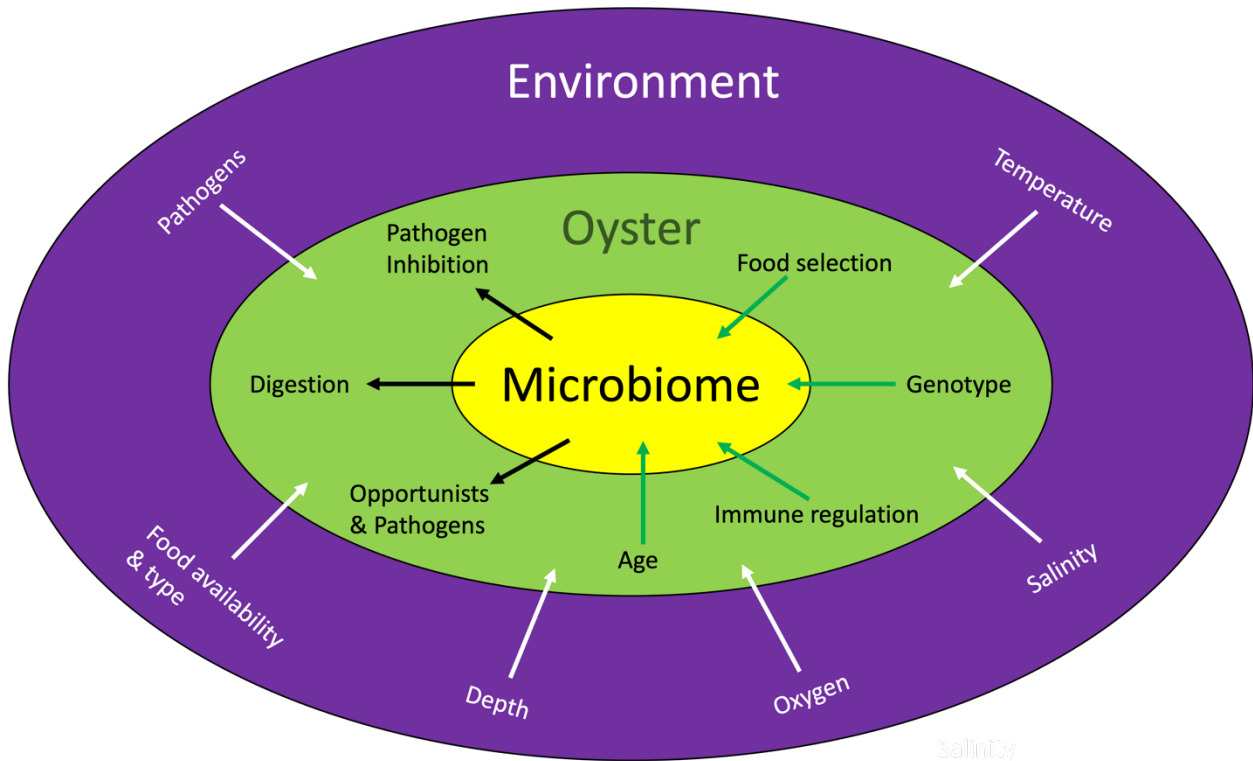 Environment
Pathogens
Temperature
Oyster
Pathogen
Inhibition
Food selection
Digestion
Microbiome
Genotype
Opportunists
& Pathogens
Immune regulation
Age
Food availability
& type
Salinity
Depth
Oxygen
Salinity